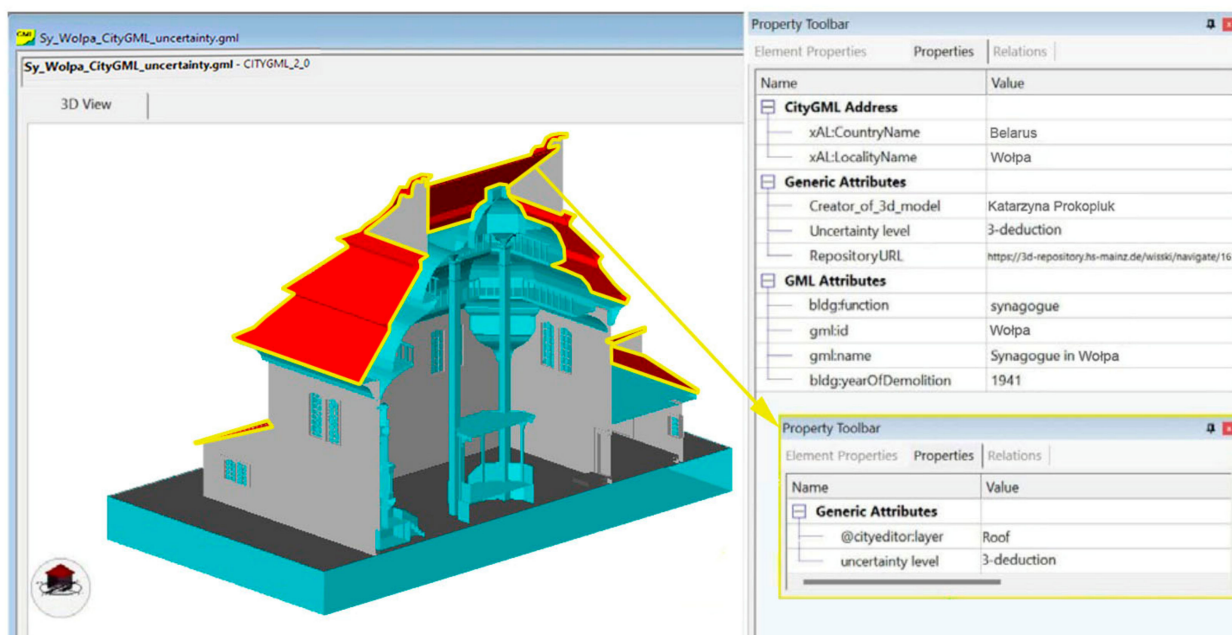 GML Sy_Wolpa_CityGML_uncertainty.gml
Sy_Wolpa_CityGML_uncertainty.gml - CITYGML_2_0
3D View
Property Toolbar
Element Properties Properties Relations
Name Value
CityGML Address
xAL:CountryName Belarus
xAL:LocalityName Wołpa
Generic Attributes
Creator_of_3d_model Katarzyna Prokopluk
Uncertainty level 3-deduction
RepositoryURL https://3d-repository.hs-mainz.de/wisski/navigate/16
GML Attributes
bldg:function synagogue
gml:id Wołpa
gml:name Synagogue in Wołpa
bldg:yearOfDemolition 1941
Property Toolbar
Element Properties Properties Relations
Name Value
Generic Attributes
@cityeditor:layer Roof
uncertainty level 3-deduction